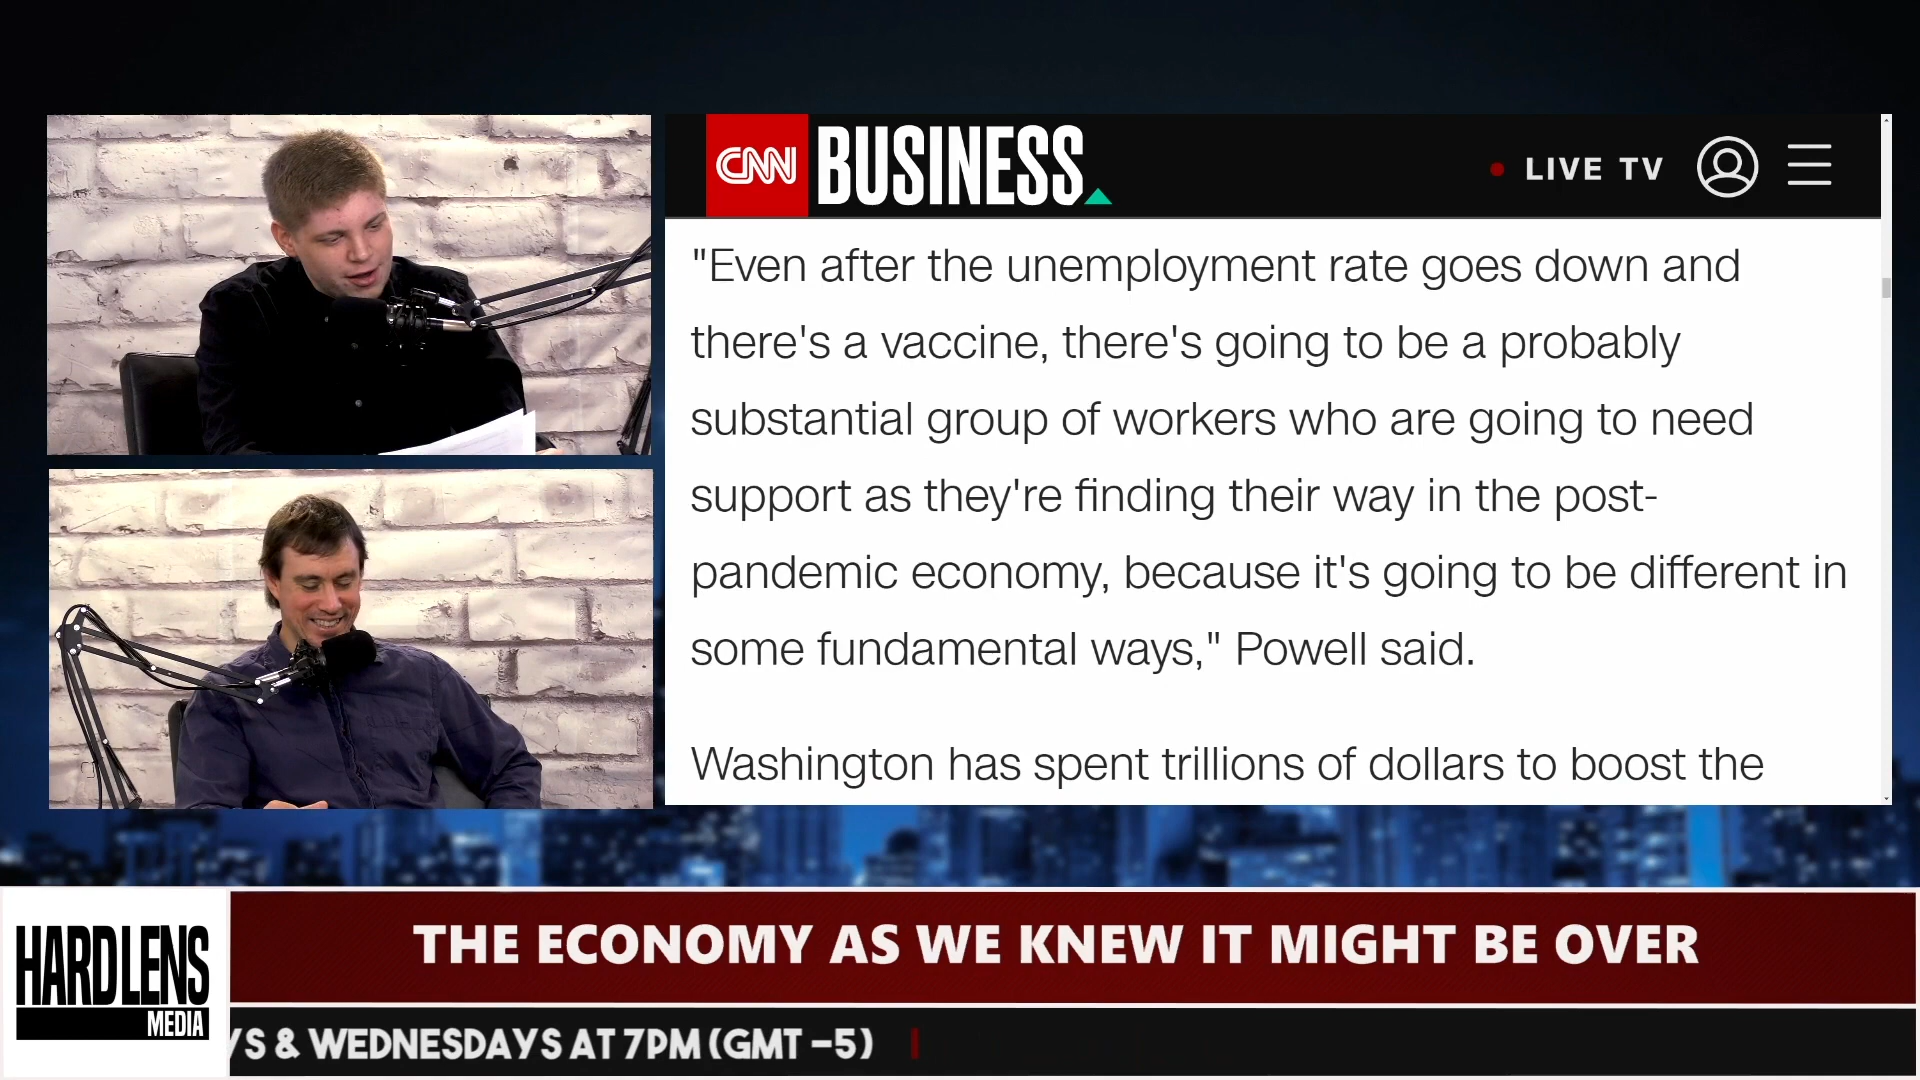 CNN BUSINESS
LIVE TV
"Even after the unemployment rate goes down and
there's a vaccine, there's going to be a probably
substantial group of workers who are going to need
support as they're finding their way in the post-
pandemic economy, because it's going to be different in
some fundamental ways," Powell said.
Washington has spent trillions of dollars to boost the
HARD LENS
MEDIA
THE ECONOMY AS WE KNEW IT MIGHT BE OVER
YS & WEDNESDAYS AT 7PM (GMT -5)